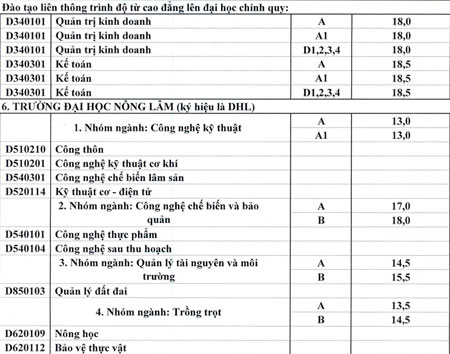 Đào tạo liên thông trình độ từ cao đẳng lên đại học chính quy:
D340101 Quản trị kinh doanh A 18,0
D340101 Quản trị kinh doanh A1 18,0
D340101 Quản trị kinh doanh D1,2,3,4 18,0
D340301 Kế toán A 18,5
D340301 Kế toán A1 18,5
D340301 Kế toán D1,2,3,4 18,5
6. TRƯỜNG ĐẠI HỌC NÔNG LÂM (ký hiệu là DHL)
1. Nhóm ngành: Công nghệ kỹ thuật
A 13,0
A1 13,0
D510210 Công thôn
D510201 Công nghệ kỹ thuật cơ khí
D540301 Công nghệ chế biến lâm sản
D520114 Kỹ thuật cơ - điện tử
2. Nhóm ngành: Công nghệ chế biến và bảo
quản
A 17,0
B 18,0
D540101 Công nghệ thực phẩm
D540104 Công nghệ sau thu hoạch
3. Nhóm ngành: Quản lý tài nguyên và môi
trường
A 14,5
B 15,5
D850103 Quản lý đất đai
4. Nhóm ngành: Trồng trọt
A 13,5
B 14,5
D620109 Nông học
D620112 Bảo vệ thực vật